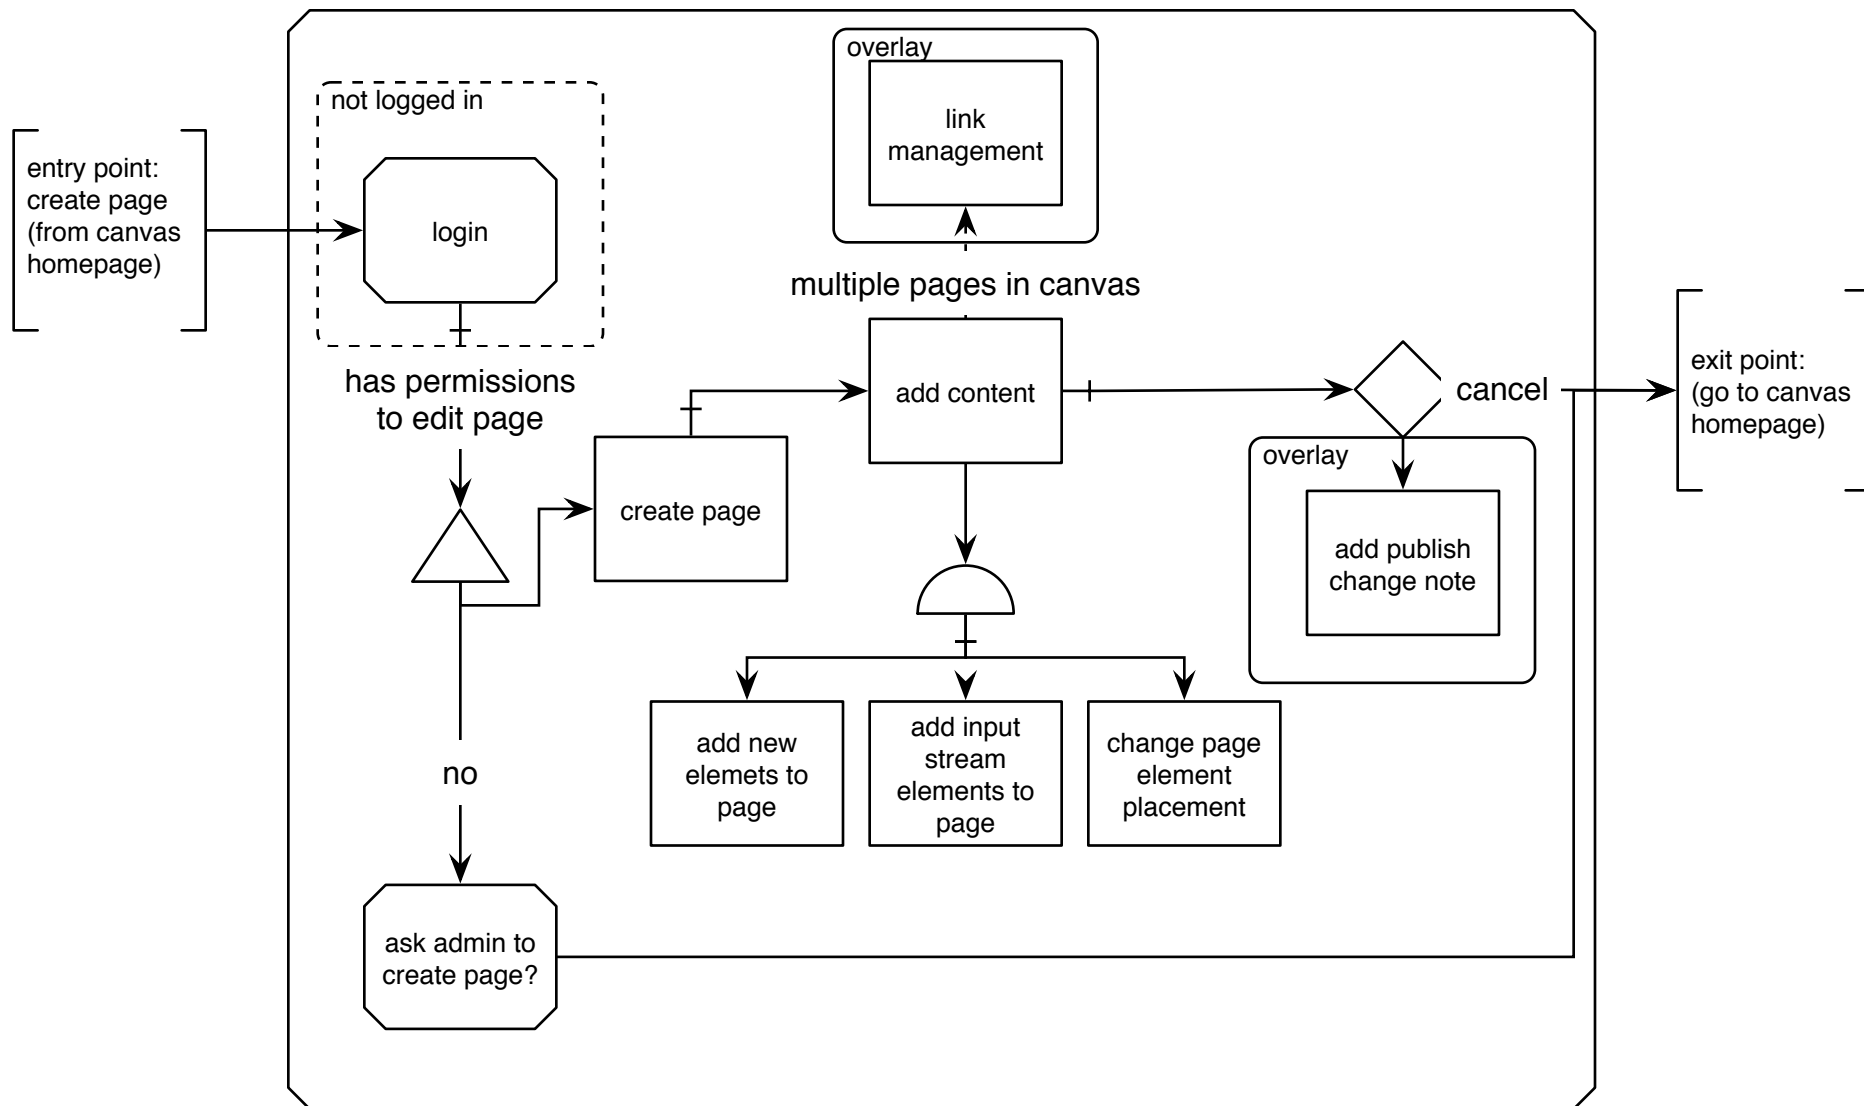 entry point:
create page
(from canvas
homepage)
not logged in
login
has permissions
to edit page
no
ask admin to
create page?
create page
overlay
link
management
multiple pages in canvas
add content
add new
elemets to
page
add input
stream
elements to
page
change page
element
placement
cancel
overlay
add publish
change note
exit point:
(go to canvas
homepage)